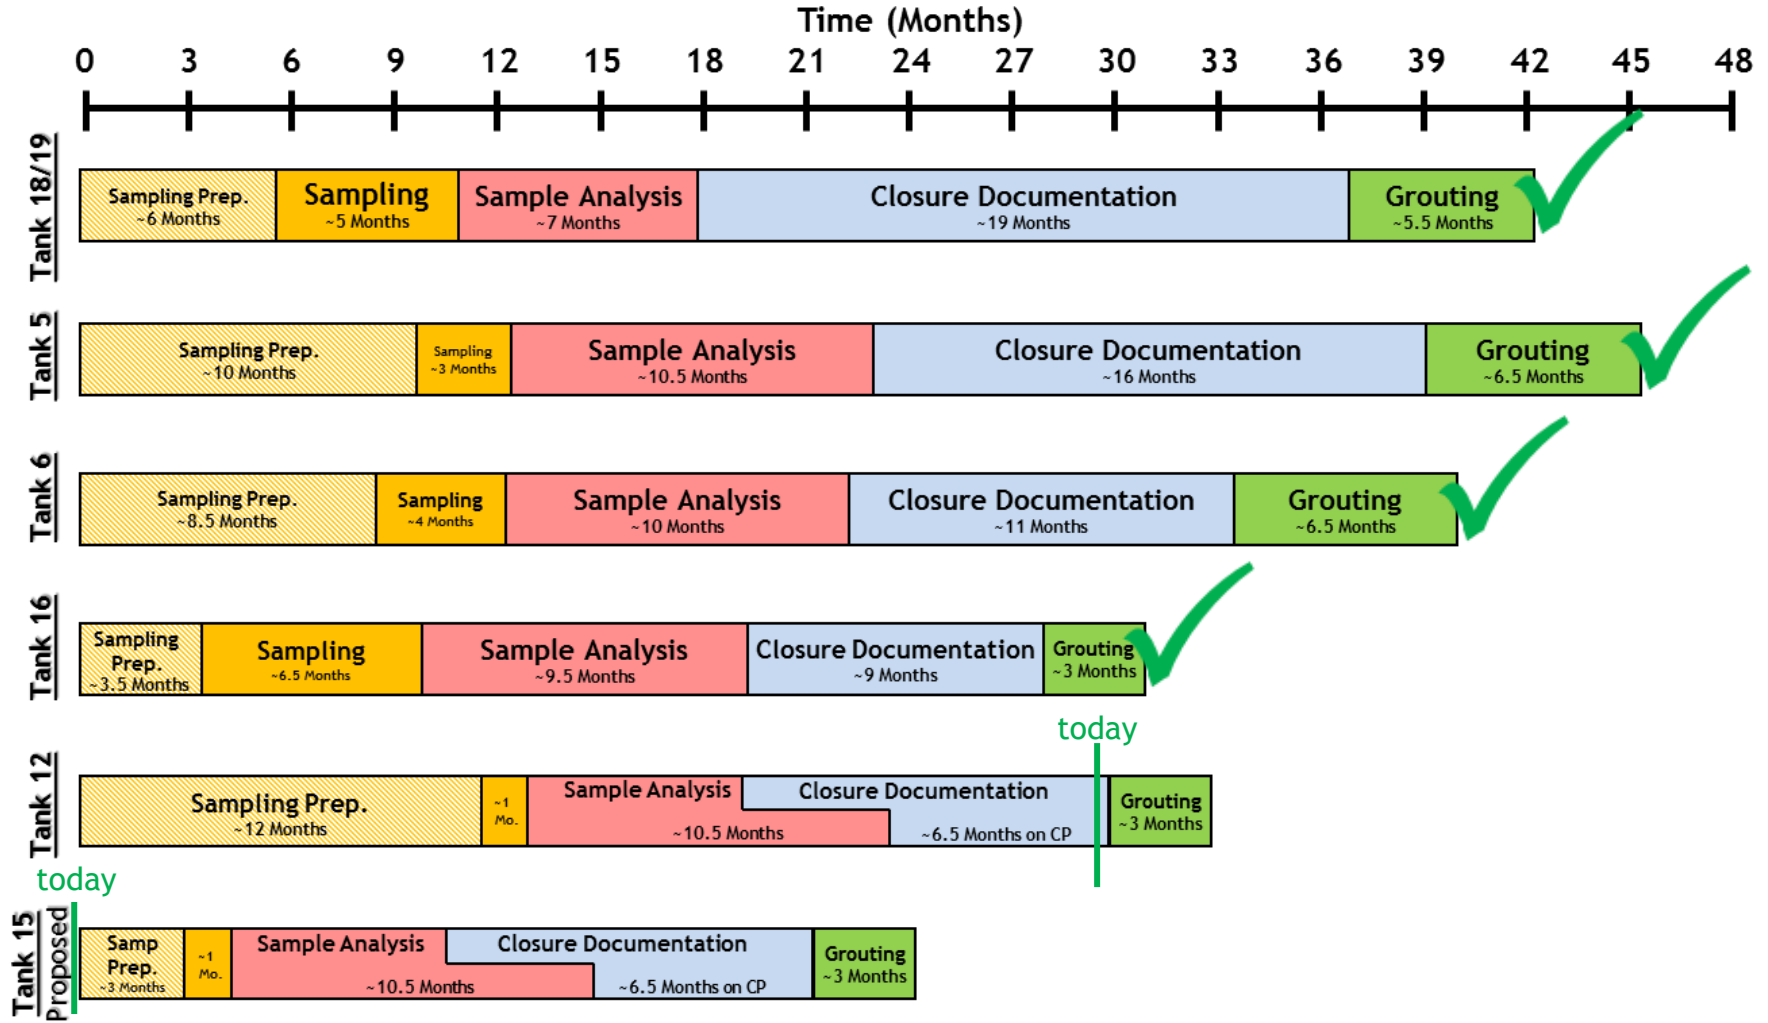 Time (Months)
0 3 6 9 12 15 18 21 24 27 30 33 36 39 42 45 48
Tank 18/19
Sampling Prep.
~6 Months
Sampling
~5 Months
Sample Analysis
~7 Months
Closure Documentation
~19 Months
Grouting
~5.5 Months
Tank 5
Sampling Prep.
~10 Months
Sampling
~3 Months
Sample Analysis
~10.5 Months
Closure Documentation
~16 Months
Grouting
~6.5 Months
Tank 6
Sampling Prep.
~8.5 Months
Sampling
~4 Months
Sample Analysis
~10 Months
Closure Documentation
~11 Months
Grouting
~6.5 Months
Tank 16
Sampling
Prep.
~3.5 Months
Sampling
~6.5 Months
Sample Analysis
~9.5 Months
Closure Documentation
~9 Months
Grouting
~3 Months
today
Tank 12
Sampling Prep.
~12 Months
~1
Mo.
Sample Analysis
~10.5 Months
Closure Documentation
~6.5 Months on CP
Grouting
~3 Months
today
Tank 15
Proposed
Samp
Prep.
~3 Months
~1
Mo.
Sample Analysis
~10.5 Months
Closure Documentation
~6.5 Months on CP
Grouting
~3 Months